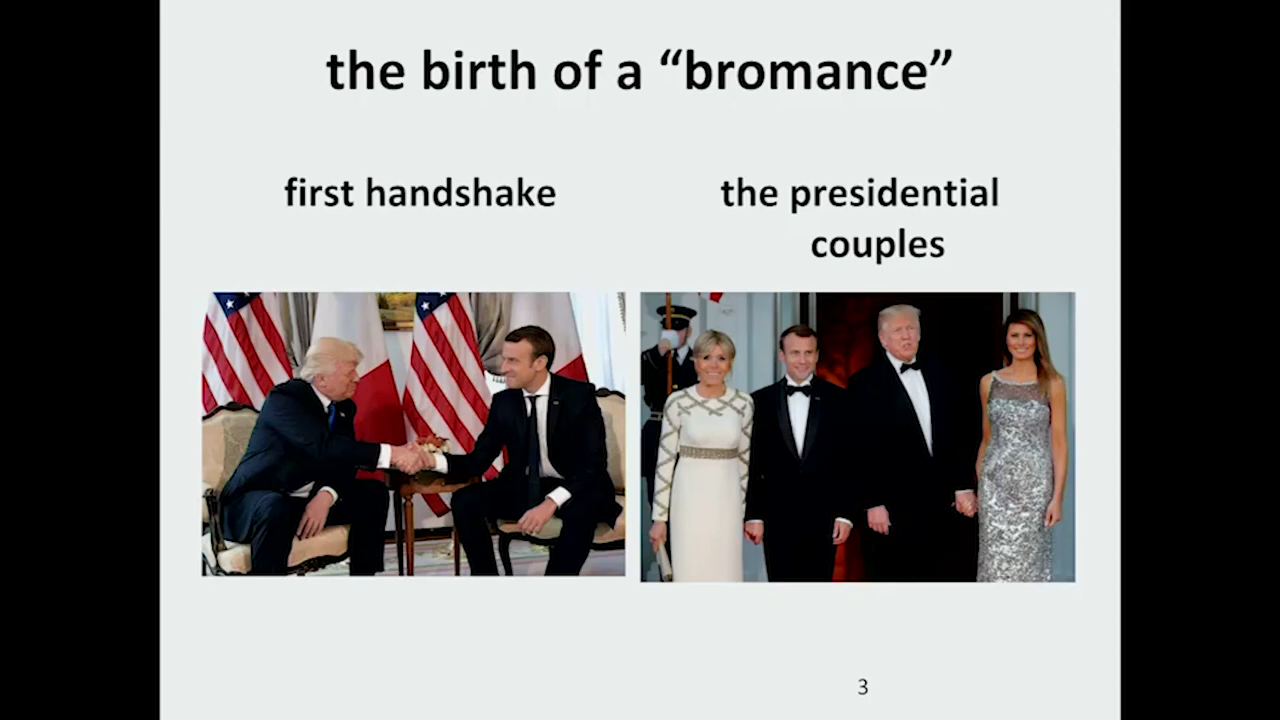 the birth of a “bromance”
first handshake
the presidential
couples
3